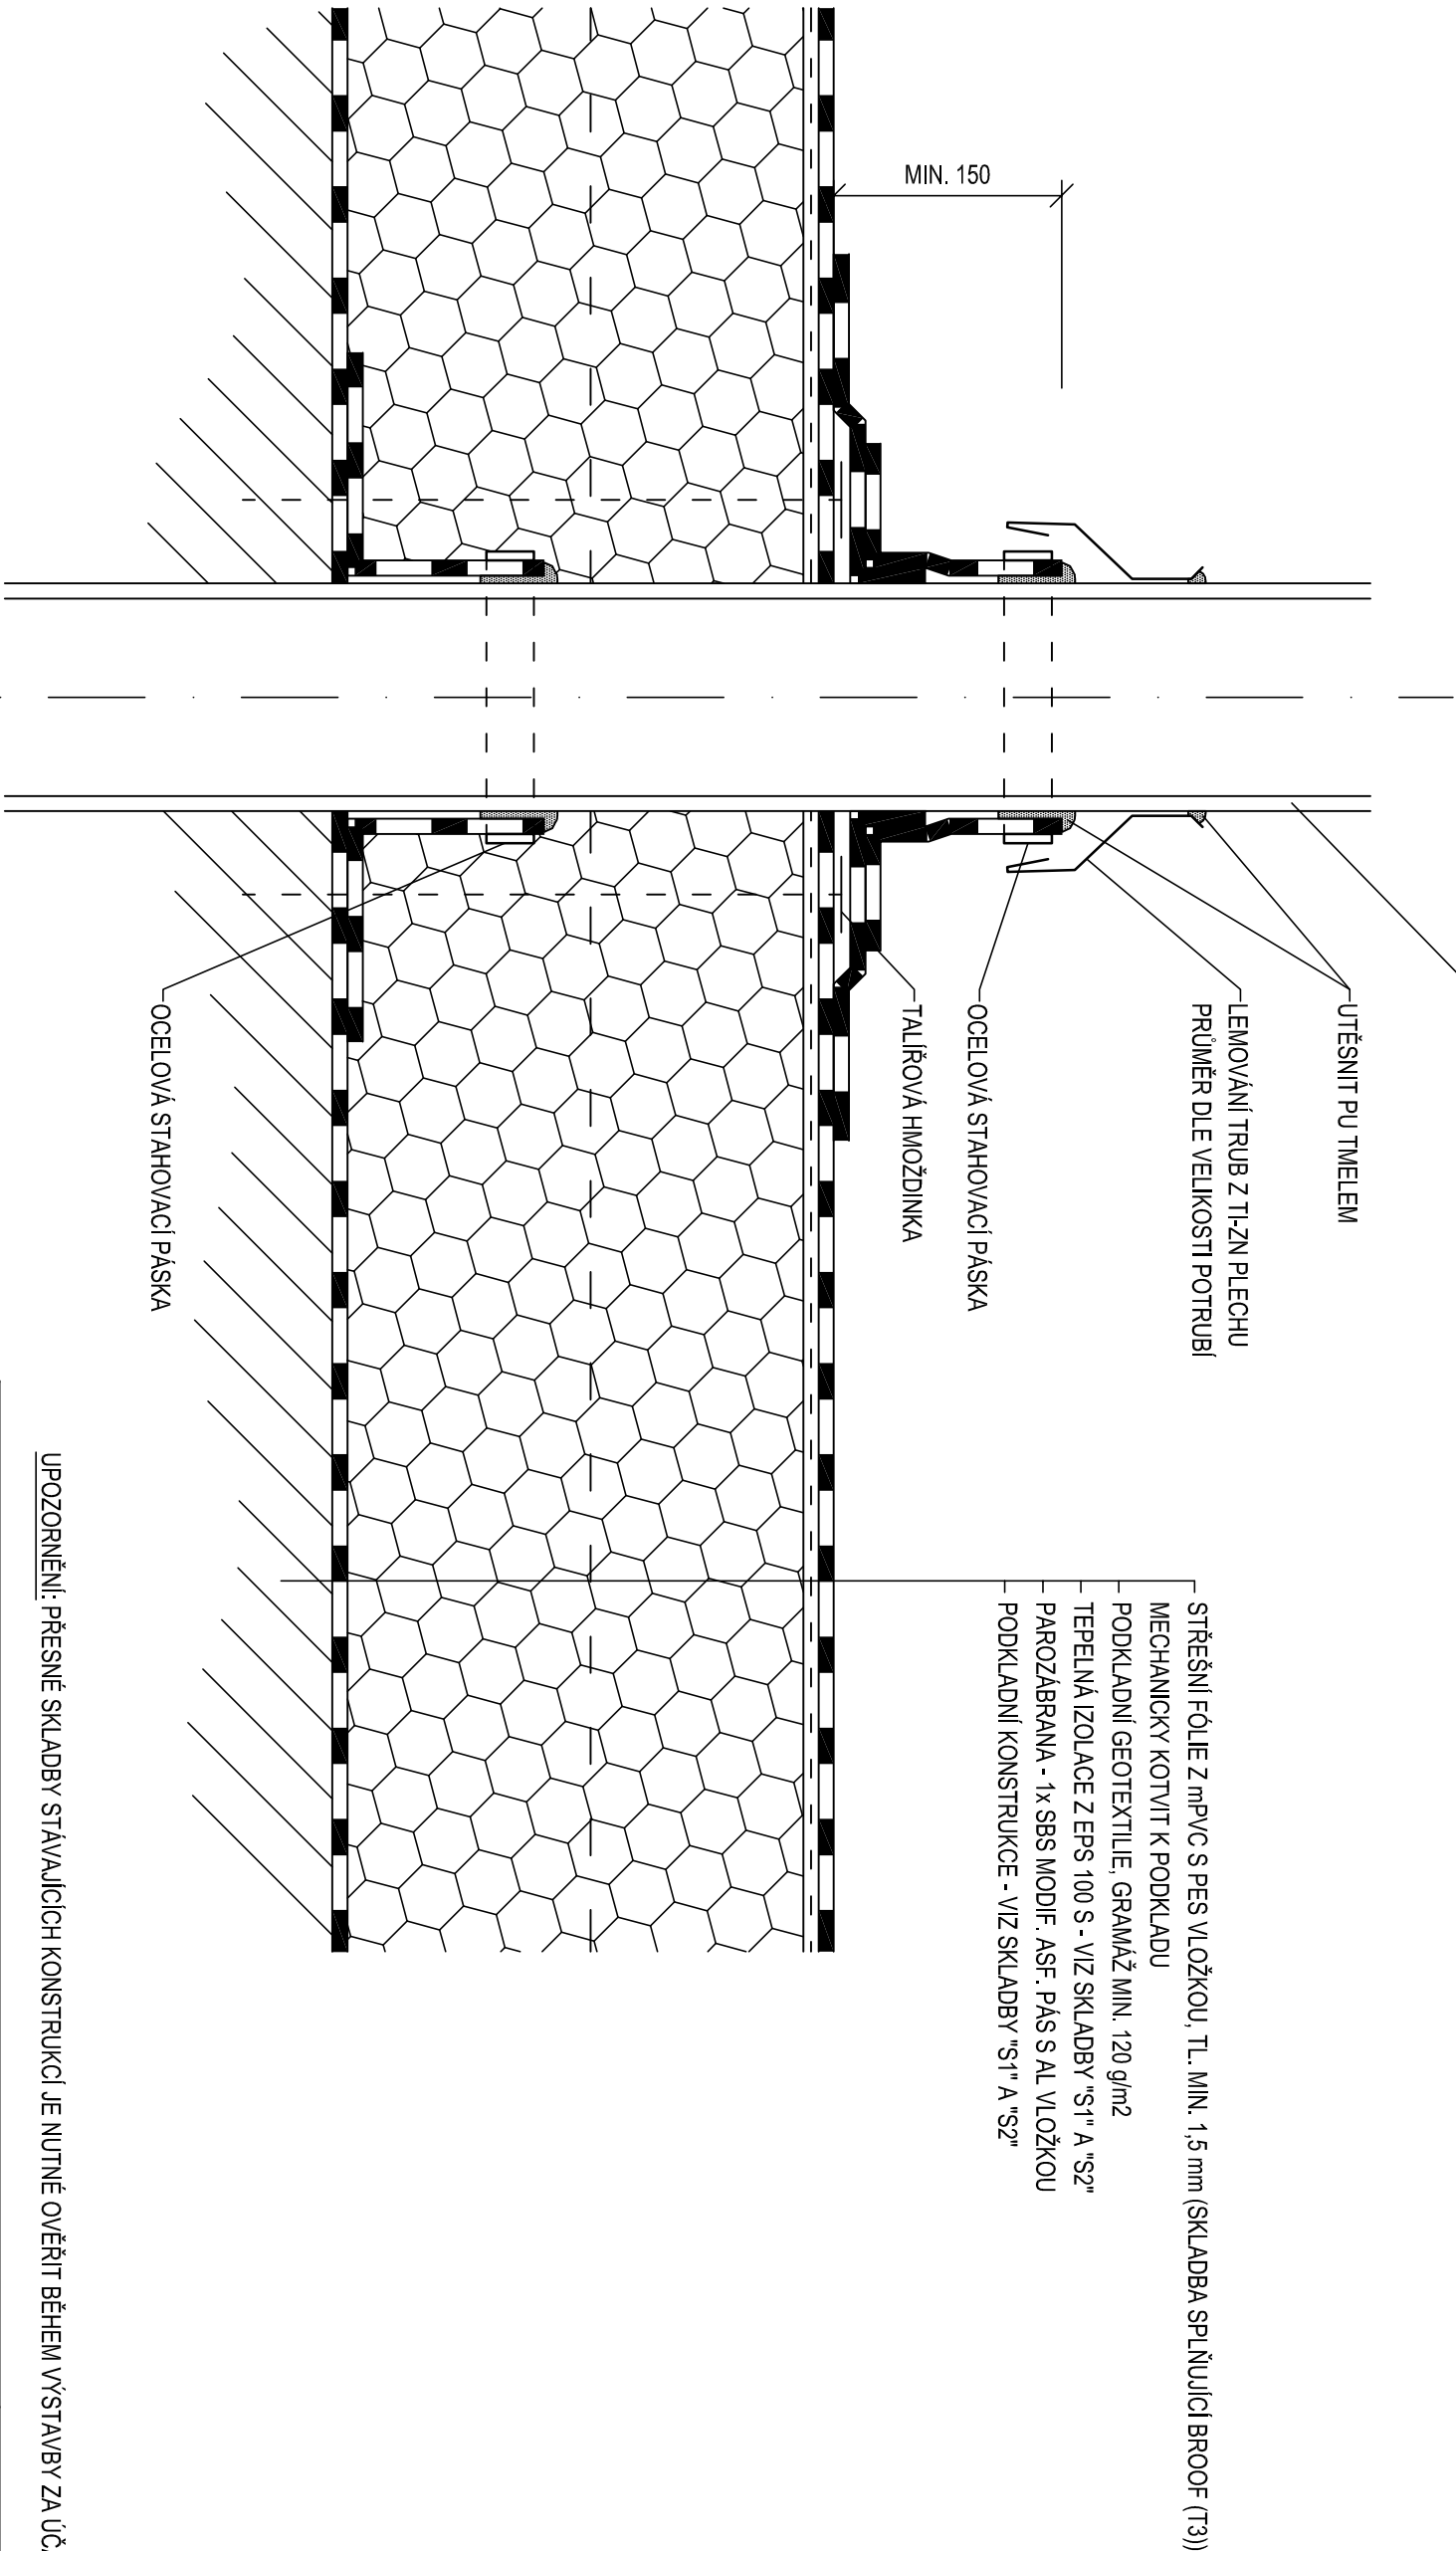 MIN. 150
UTĚSNIT PU TMELEM
LEMOVÁNÍ TRUB Z TI-ZN PLECHU
PRŮMĚR DLE VELIKOSTI POTRUBÍ
OCELOVÁ STAHOVACÍ PÁSKA
TALÍŘOVÁ HMOŽDINKA
OCELOVÁ STAHOVACÍ PÁSKA
STŘEŠNÍ FÓLIE Z mPVC S PES VLOŽKOU, TL. MIN. 1,5 mm (SKLADBA SPLŇUJÍCÍ BROOF (T3))
MECHANICKY KOTVIT K PODKLADU
PODKLADNÍ GEOTEXTILIE, GRAMÁŽ MIN. 120 g/m2
TEPELNÁ IZOLACE Z EPS 100 S - VIZ SKLADBY "S1" A "S2"
PAROZÁBRANA - 1x SBS MODIF. ASF. PÁS S AL VLOŽKOU
PODKLADNÍ KONSTRUKCE - VIZ SKLADBY "S1" A "S2"
UPOZORNĚNÍ: PŘESNÉ SKLADBY STÁVAJÍCÍCH KONSTRUKCÍ JE NUTNÉ OVĚŘIT BĚHEM VÝSTAVBY ZA